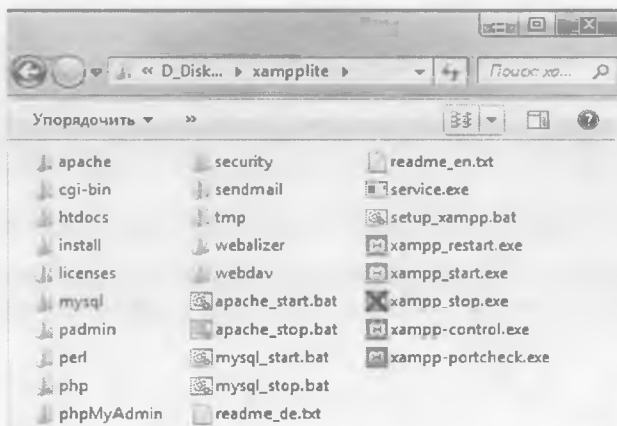 « D_Disk... ▸ xampplite ▸
Поиск xa...
Упорядочить ▾ »
apache
cgi-bin
htdocs
install
licenses
mysql
padmin
perl
php
phpMyAdmin
security
sendmail
tmp
webalizer
webdav
apache_start.bat
apache_stop.bat
mysql_start.bat
mysql_stop.bat
readme_de.txt
readme_en.txt
service.exe
setup_xampp.bat
xampp_restart.exe
xampp_start.exe
xampp_stop.exe
xampp-control.exe
xampp-portcheck.exe